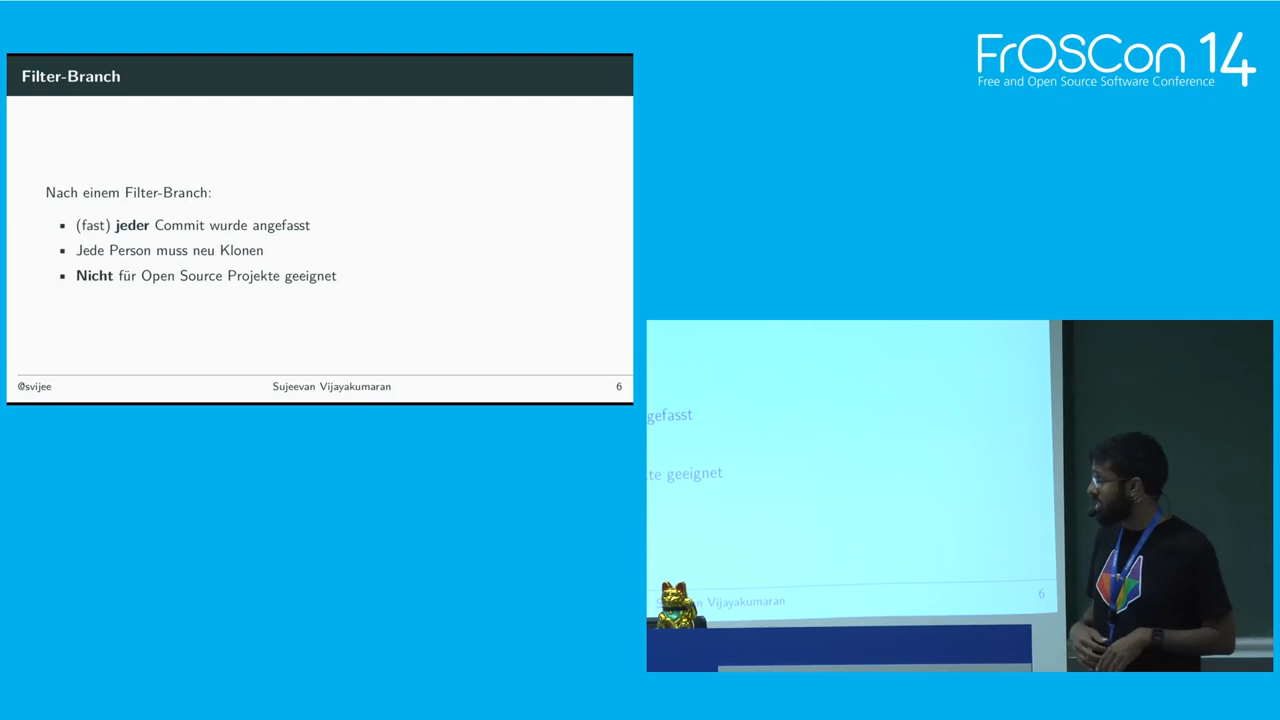 Filter-Branch
Nach einem Filter-Branch:
▪ (fast) jeder Commit wurde angefasst
▪ Jede Person muss neu Klonen
▪ Nicht für Open Source Projekte geeignet
@svijee
Sujeevan Vijayakumaran
6
FrOSCon 14
Free and Open Source Software Conference
gefasst
te geeignet
n Vijayakumaran
6